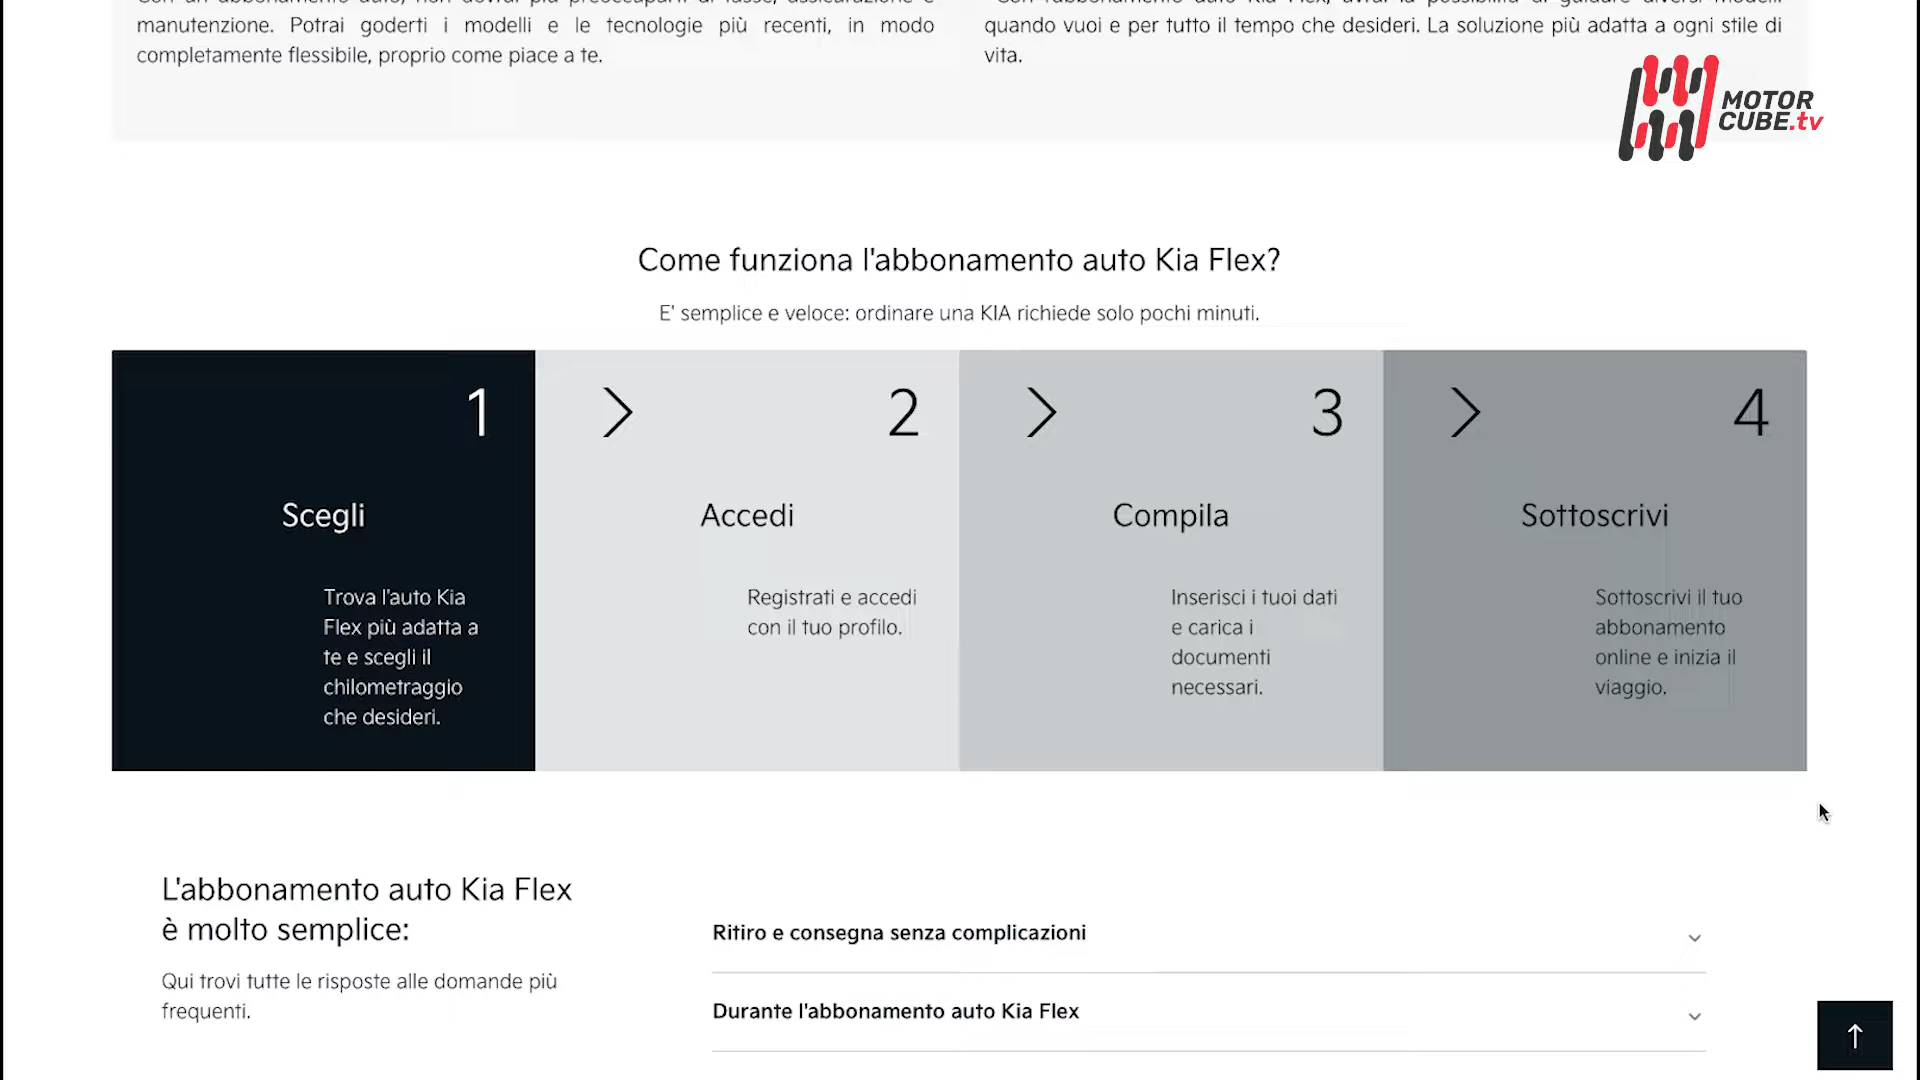 manutenzione. Potrai goderti i modelli e le tecnologie più recenti, in modo
completamente flessibile, proprio come piace a te.
quando vuoi e per tutto il tempo che desideri. La soluzione più adatta a ogni stile di
vita.
MOTOR
CUBE.tv
Come funziona l'abbonamento auto Kia Flex?
E' semplice e veloce: ordinare una KIA richiede solo pochi minuti.
1
Scegli
Trova l'auto Kia
Flex più adatta a
te e scegli il
chilometraggio
che desideri.
2
Accedi
Registrati e accedi
con il tuo profilo.
3
Compila
Inserisci i tuoi dati
e carica i
documenti
necessari.
4
Sottoscrivi
Sottoscrivi il tuo
abbonamento
online e inizia il
viaggio.
L'abbonamento auto Kia Flex
è molto semplice:
Qui trovi tutte le risposte alle domande più
frequenti.
Ritiro e consegna senza complicazioni
Durante l'abbonamento auto Kia Flex